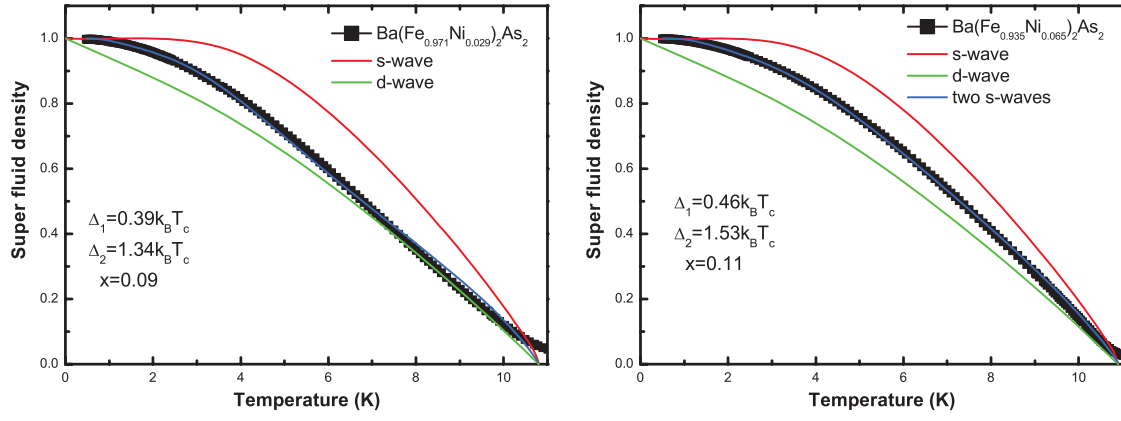 Super fluid density
1.0
0.8
0.6
0.4
0.2
0.0
Ba(Fe0.971Ni0.029)2As2
s-wave
d-wave
Δ1=0.39kBTc
Δ2=1.34kBTc
x=0.09
0 2 4 6 8 10
Temperature (K)
Super fluid density
1.0
0.8
0.6
0.4
0.2
0.0
Ba(Fe0.935Ni0.065)2As2
s-wave
d-wave
two s-waves
Δ1=0.46kBTc
Δ2=1.53kBTc
x=0.11
0 2 4 6 8 10
Temperature (K)